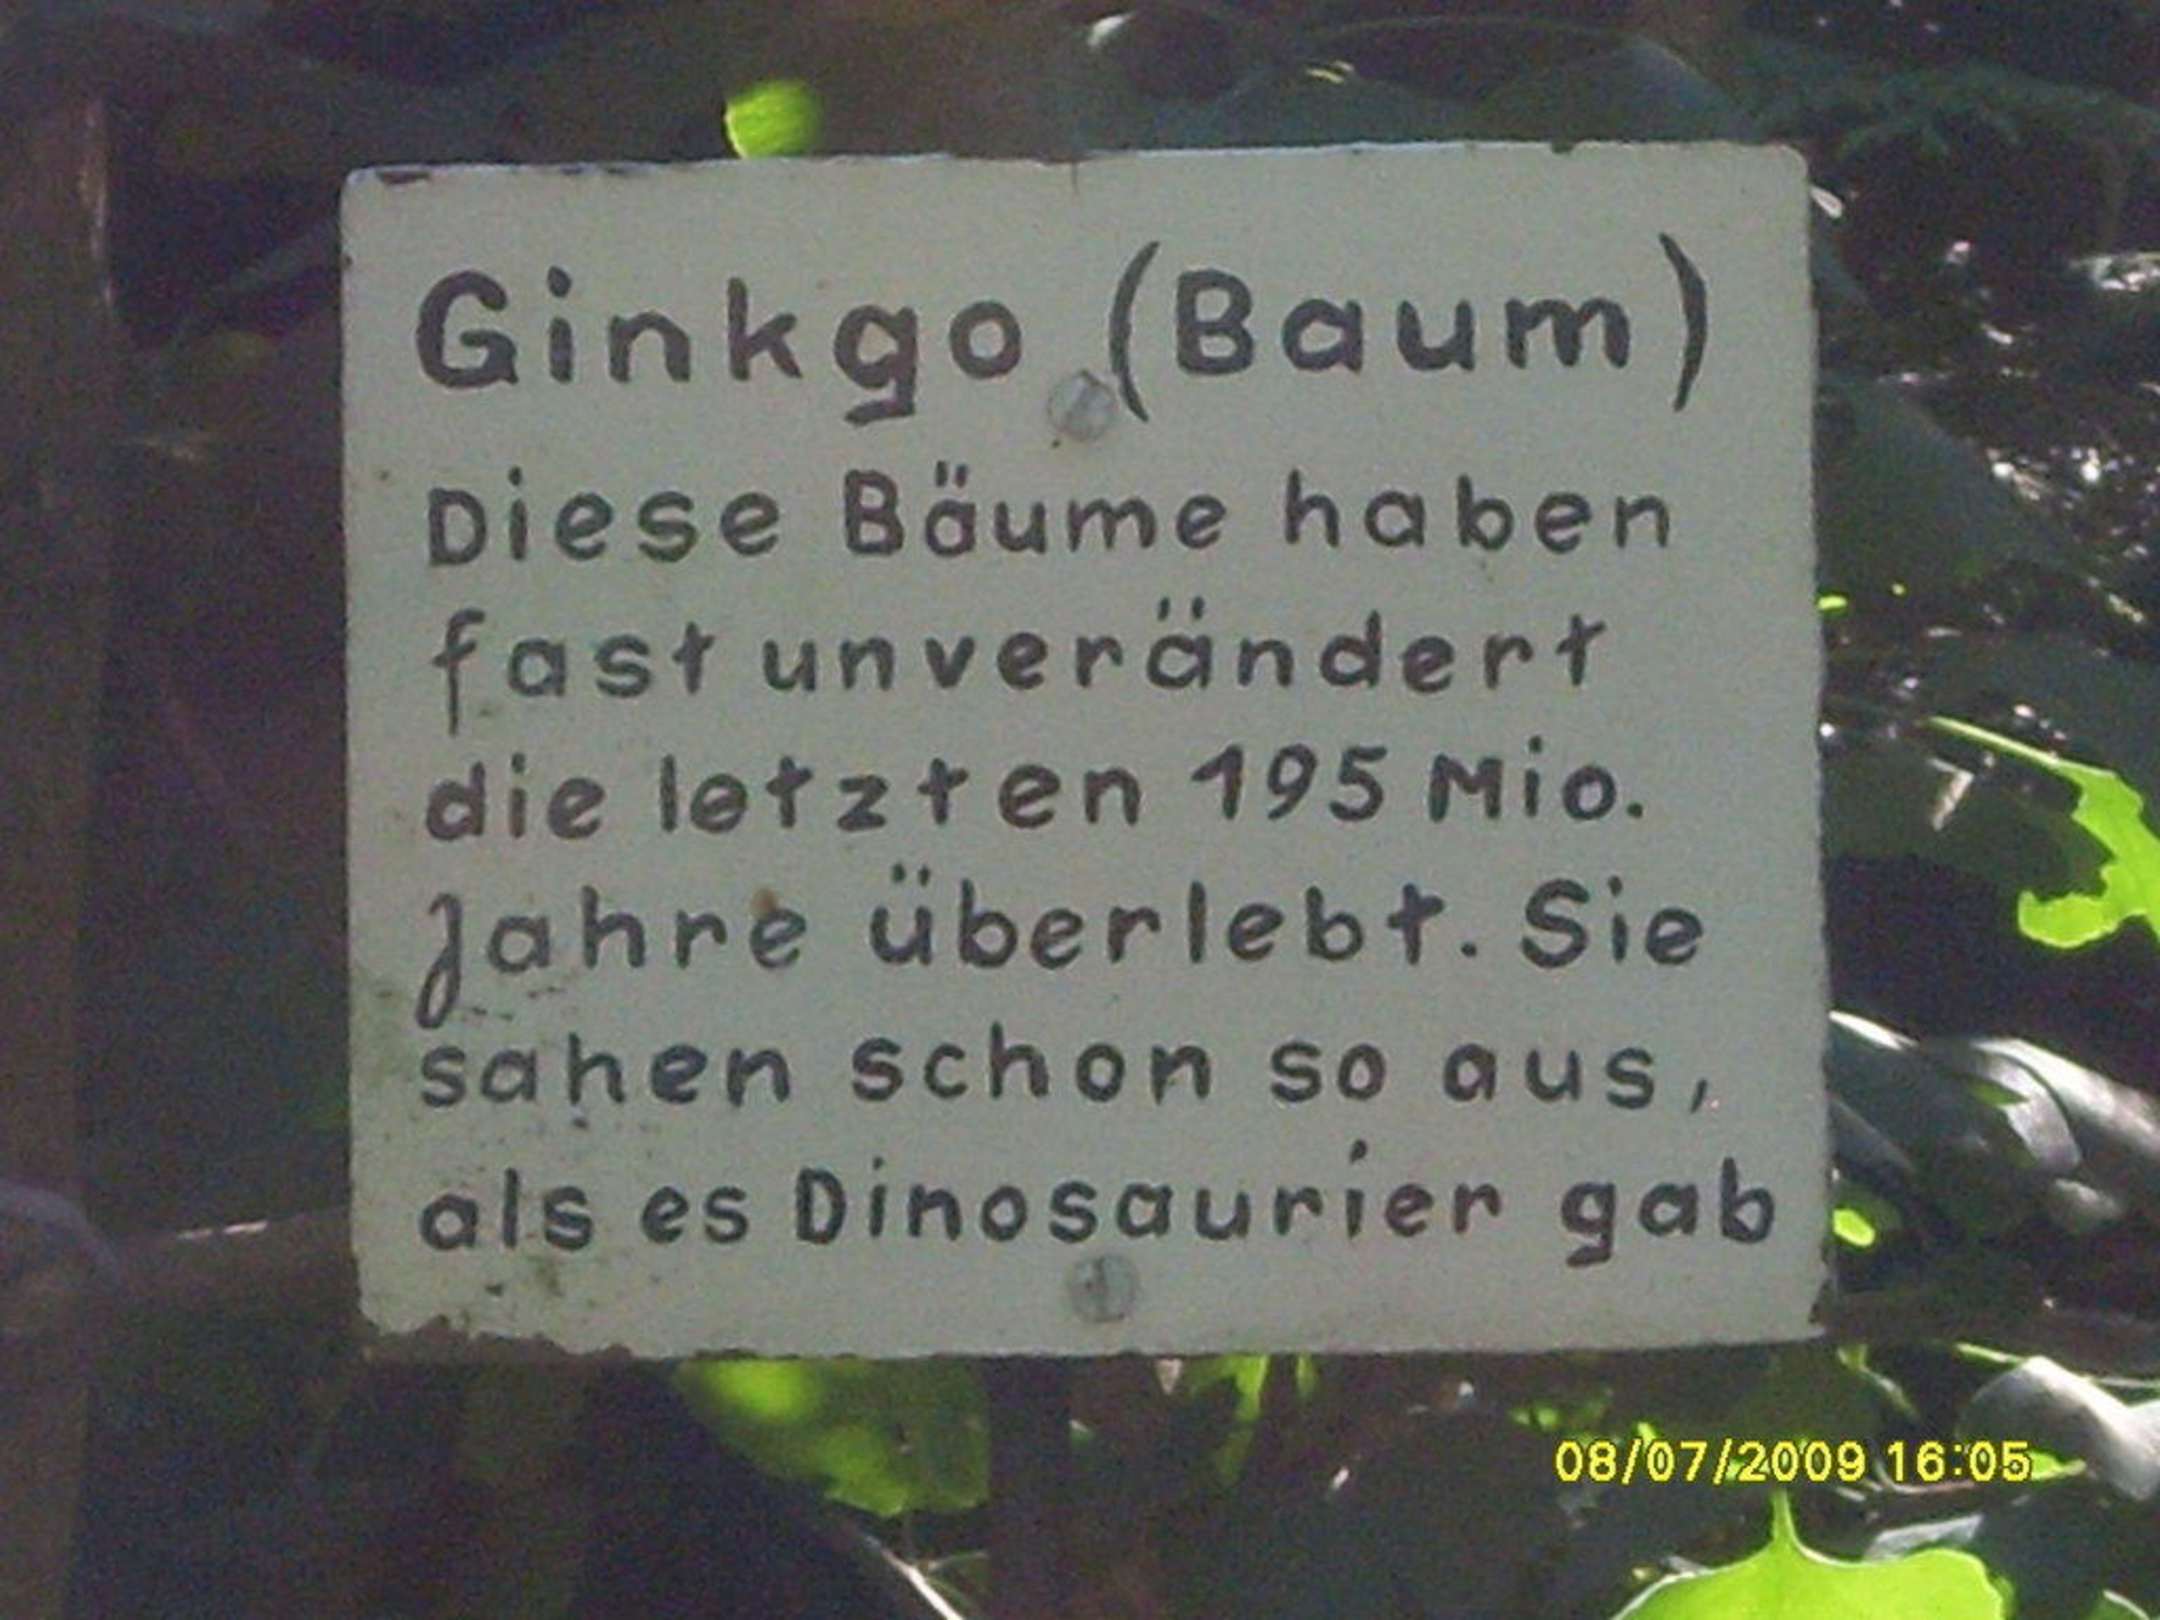 Ginkgo (Baum)
Diese Bäume haben
fast unverändert
die letzten 195 Mio.
Jahre überlebt. Sie
sahen schon so aus,
als es Dinosaurier gab
08/07/2009 16:05